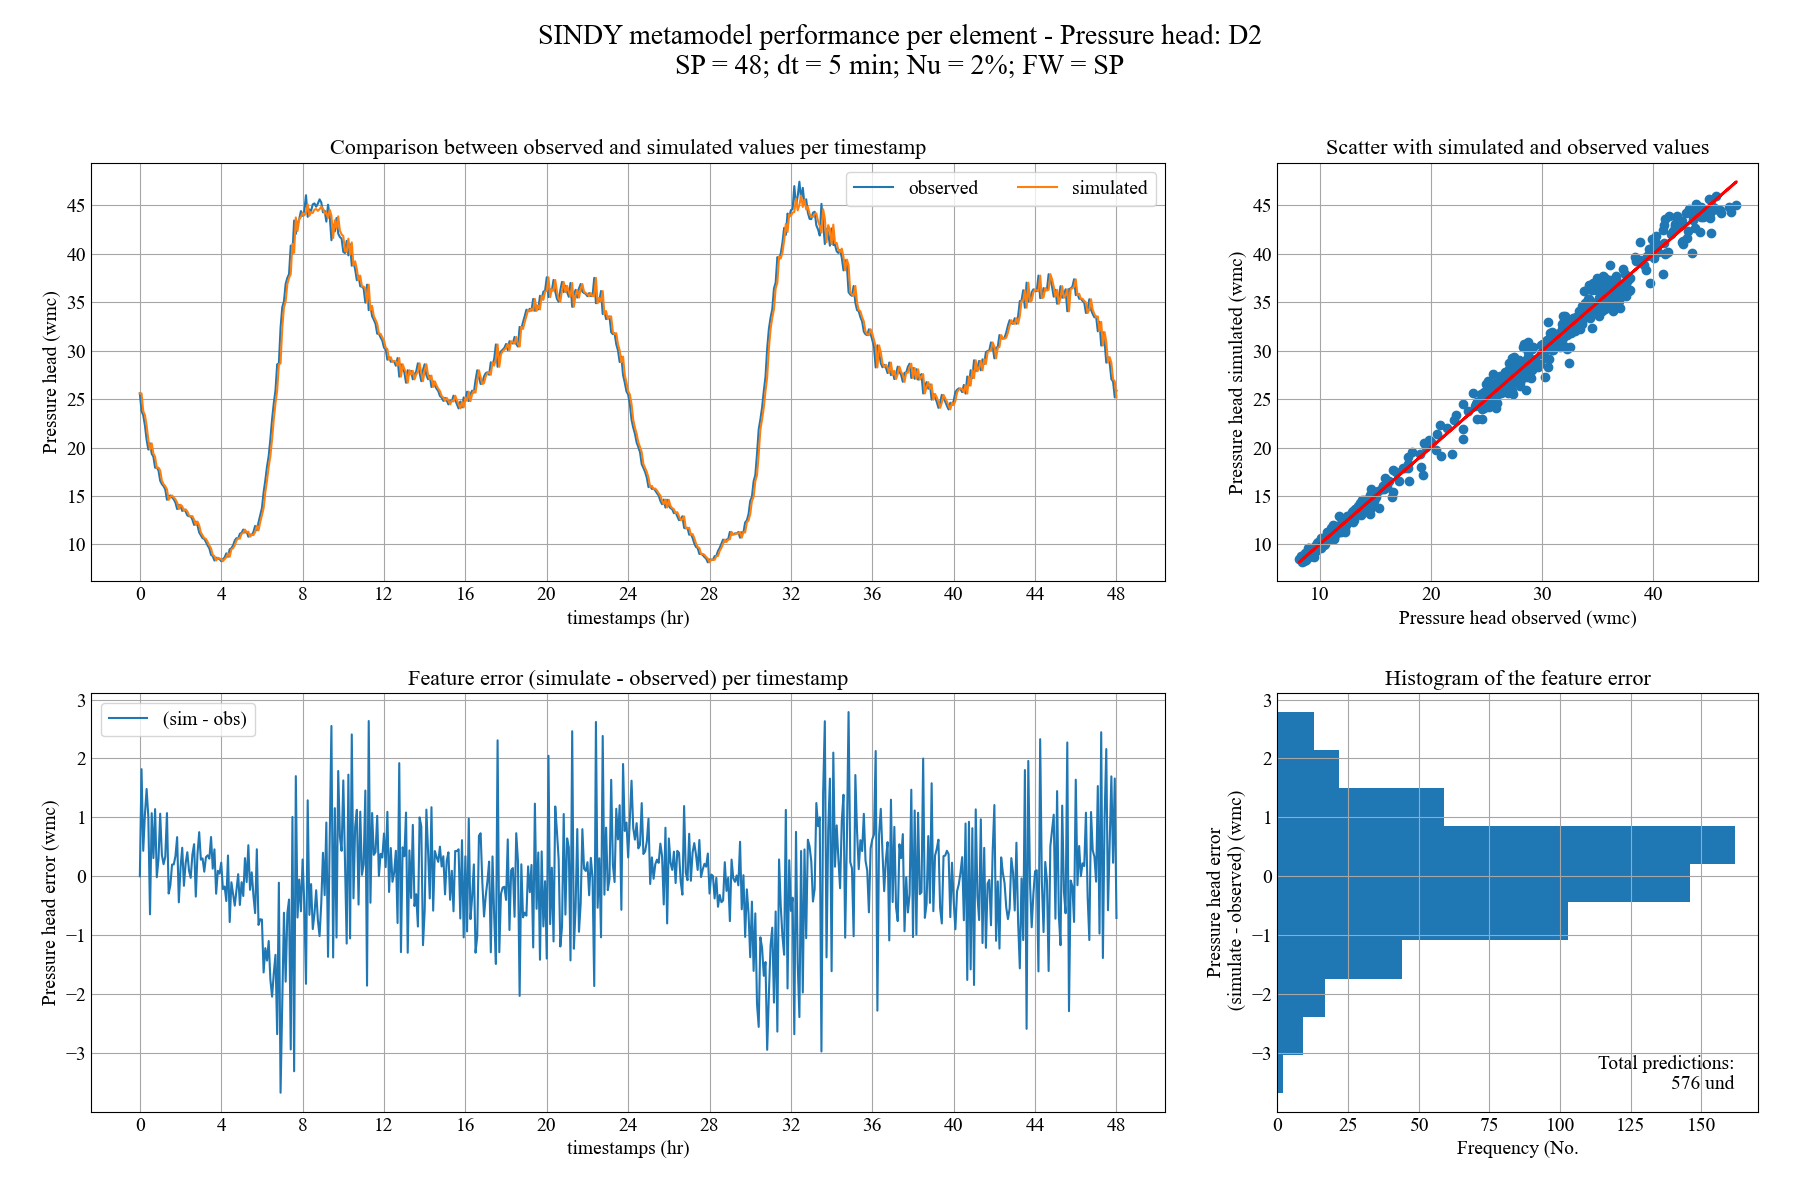 SINDY metamodel performance per element - Pressure head: D2
SP = 48; dt = 5 min; Nu = 2%; FW = SP
Comparison between observed and simulated values per timestamp
observed
simulated
45
40
35
30
25
20
15
10
Pressure head (wmc)
0 4 8 12 16 20 24 28 32 36 40 44 48
timestamps (hr)
Scatter with simulated and observed values
45
40
35
30
25
20
15
10
Pressure head simulated (wmc)
10 20 30 40
Pressure head observed (wmc)
Feature error (simulate - observed) per timestamp
(sim - obs)
3
2
1
0
−1
−2
−3
Pressure head error (wmc)
0 4 8 12 16 20 24 28 32 36 40 44 48
timestamps (hr)
Histogram of the feature error
3
2
1
0
−1
−2
−3
Pressure head error
(simulate - observed) (wmc)
Total predictions:
576 und
0 25 50 75 100 125 150
Frequency (No.